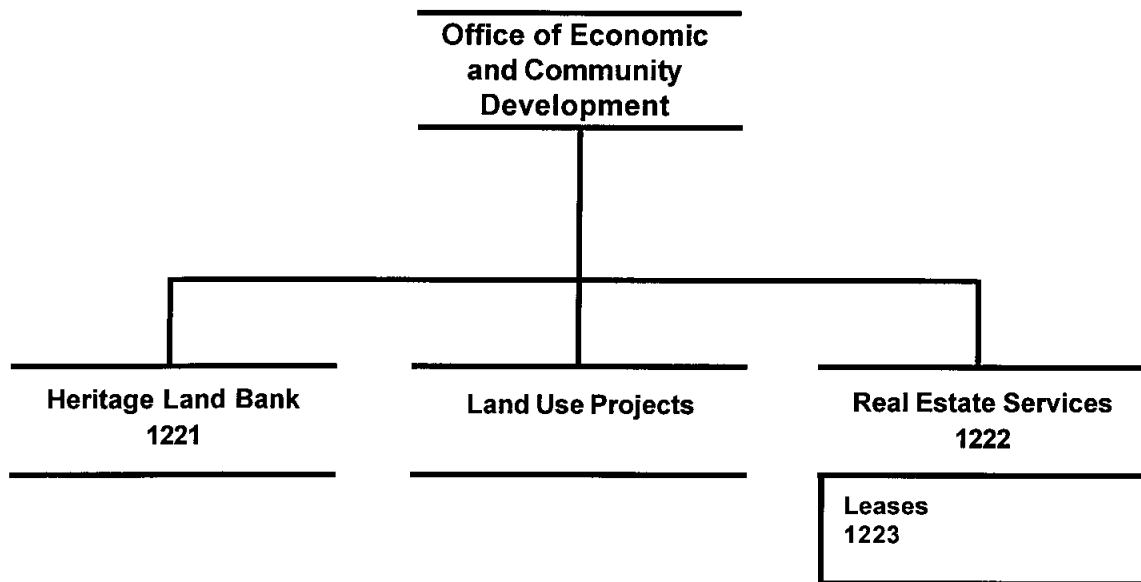 Office of Economic
and Community
Development
Heritage Land Bank
1221
Land Use Projects
Real Estate Services
1222
Leases
1223